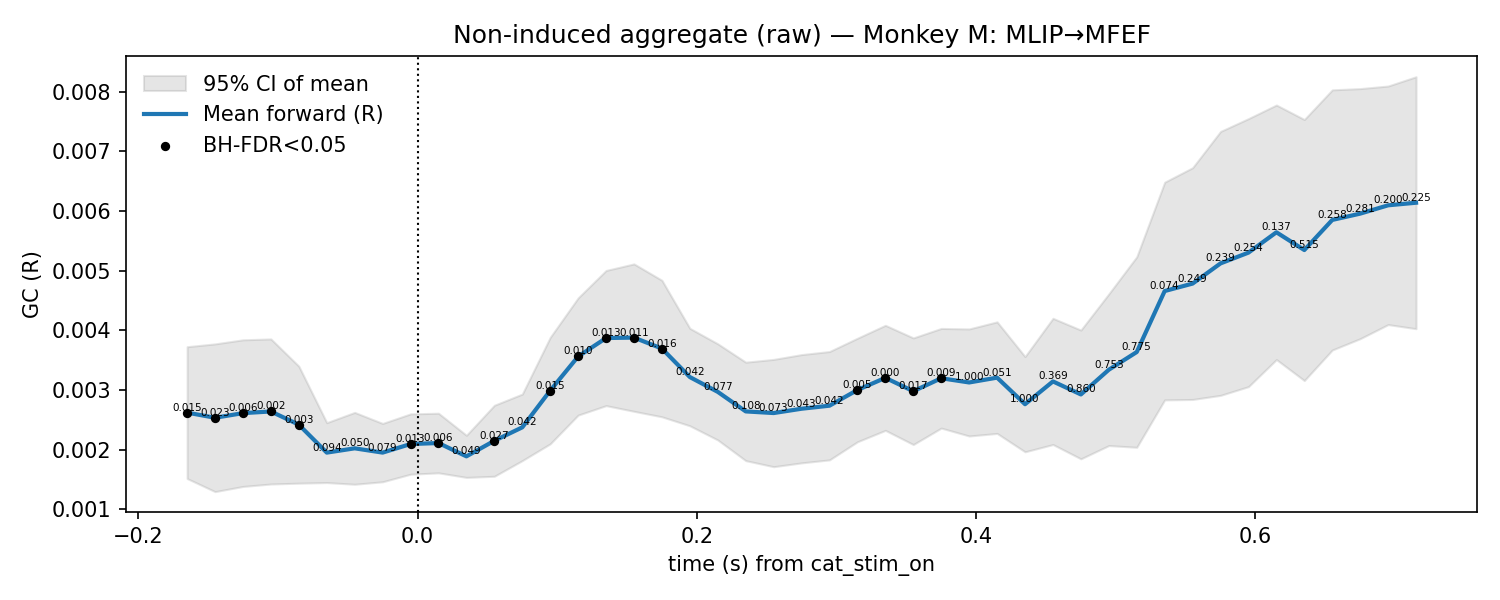 Non-induced aggregate (raw) — Monkey M: MLIP→MFEF
95% CI of mean
Mean forward (R)
BH-FDR<0.05
GC (R)
0.008
0.007
0.006
0.005
0.004
0.003
0.002
0.001
0.015 0.023 0.006 0.002 0.003 0.094 0.050 0.079 0.013 0.006 0.049 0.027 0.042 0.015 0.010 0.013 0.011 0.016 0.042 0.077 0.108 0.073 0.043 0.042 0.005 0.000 0.017 0.009 1.000 0.051 1.000 0.369 0.860 0.753 0.775 0.074 0.249 0.239 0.254 0.137 0.515 0.258 0.281 0.200 0.225
−0.2 0.0 0.2 0.4 0.6
time (s) from cat_stim_on